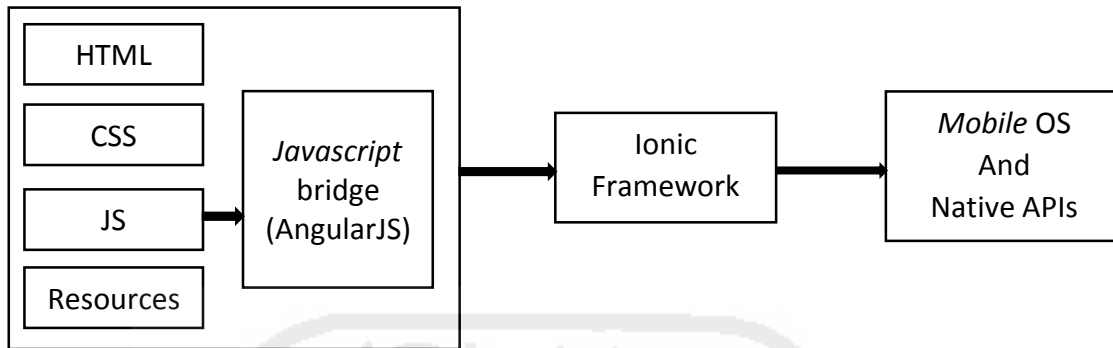 HTML
CSS
JS
Resources
Javascript
bridge
(AngularJS)
Ionic
Framework
Mobile OS
And
Native APIs